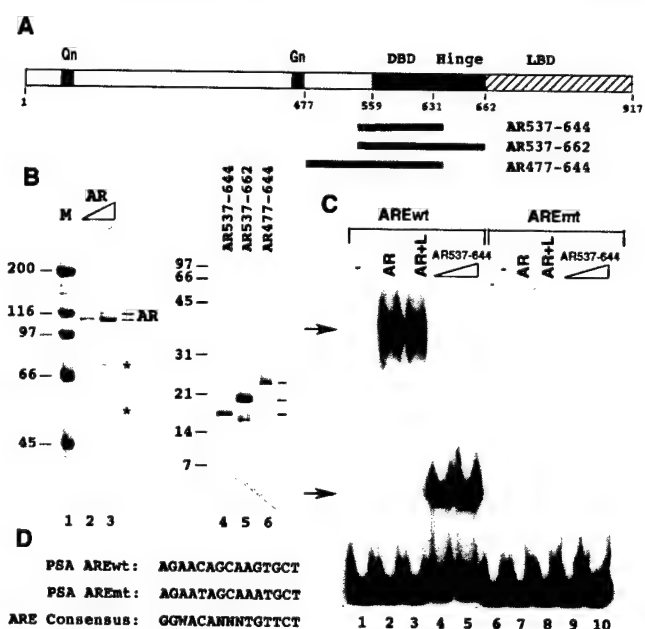 A
Qn Gn DBD Hinge LBD
1 477 559 631 662 917
AR537-644
AR537-662
AR477-644
B
AR
M
200
116
97
66
45
AR
*
*
1 2 3
AR537-644
AR537-662
AR477-644
97
66
45
31
21
14
7
4 5 6
C
AREwt AREmt
- AR AR+L AR537-644 - AR AR+L AR537-644
1 2 3 4 5 6 7 8 9 10
D
PSA AREwt: AGAACAGCAAGTGCT
PSA AREmt: AGAATAGCAAATGCT
ARE Consensus: GGWACANNNTGTTCT